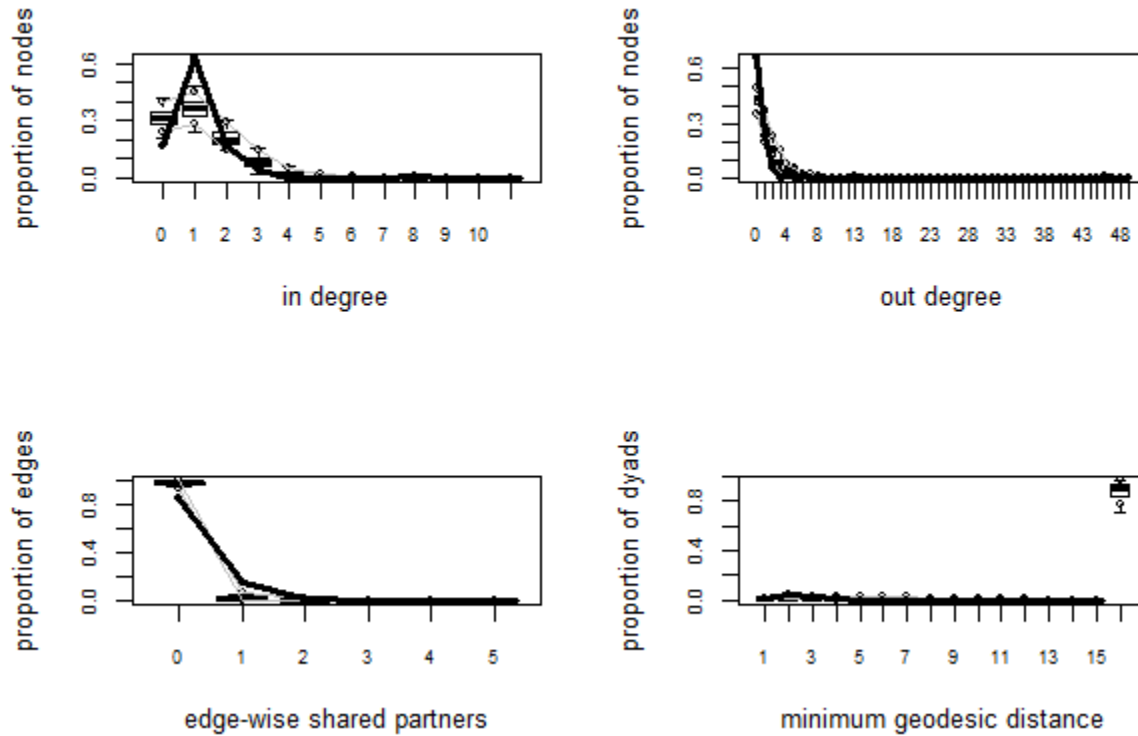 proportion of nodes
0.6
0.3
0.0
0 1 2 3 4 5 6 7 8 9 10
in degree
proportion of nodes
0.6
0.3
0.0
0 4 8 13 18 23 28 33 38 43 48
out degree
proportion of edges
0.8
0.4
0.0
0 1 2 3 4 5
edge-wise shared partners
proportion of dyads
0.8
0.4
0.0
1 3 5 7 9 11 13 15
minimum geodesic distance